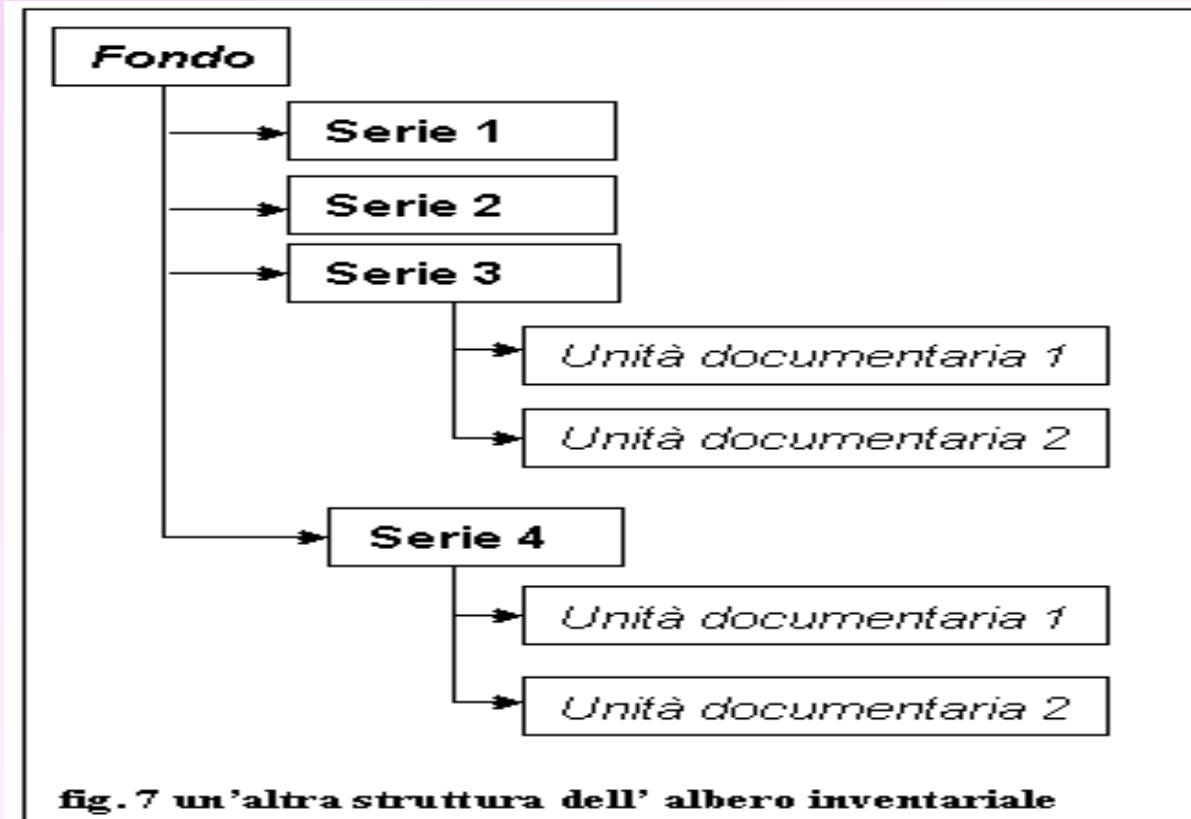 Fondo
Serie 1
Serie 2
Serie 3
Unità documentaria 1
Unità documentaria 2
Serie 4
Unità documentaria 1
Unità documentaria 2
fig. 7 un'altra struttura dell' albero inventariale